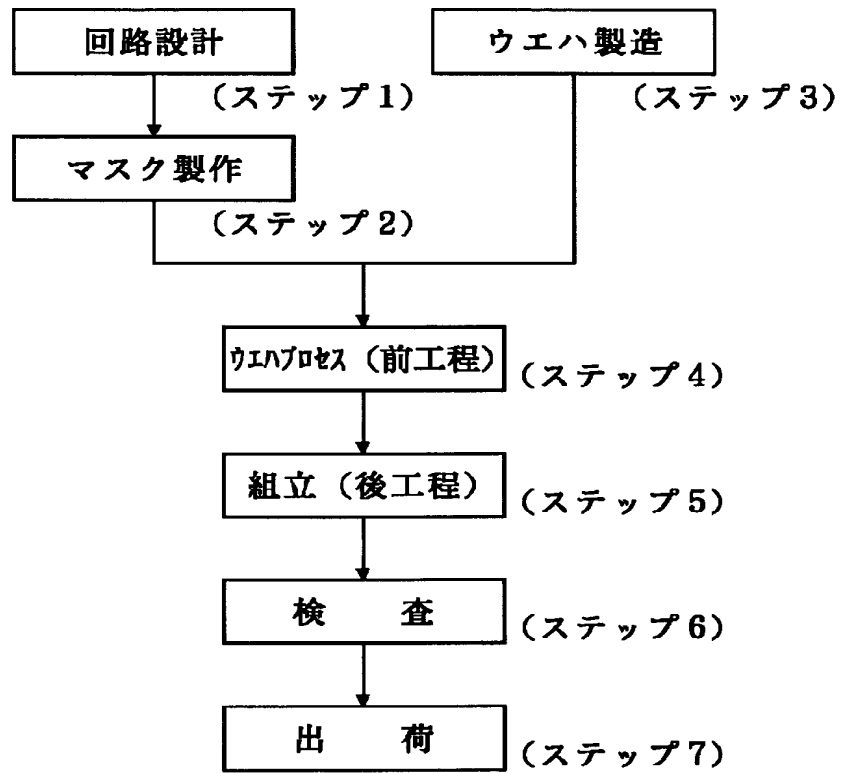 回路設計
(ステップ1)
マスク製作
(ステップ2)
ウエハ製造
(ステップ3)
ウエハプロセス(前工程)
(ステップ4)
組立(後工程)
(ステップ5)
検　査
(ステップ6)
出　荷
(ステップ7)